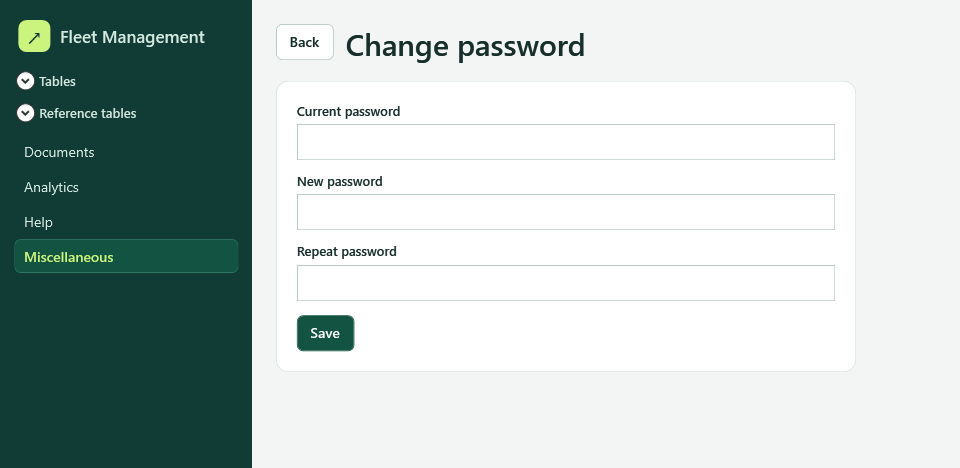 Fleet Management
Tables
Reference tables
Documents
Analytics
Help
Miscellaneous
Back
Change password
Current password
New password
Repeat password
Save